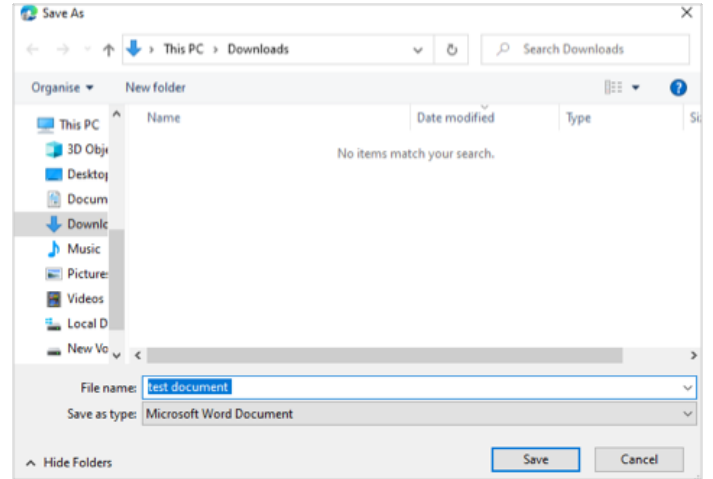 Save As
This PC > Downloads
Search Downloads
Organise
New folder
Name Date modified Type
This PC
No items match your search.
3D Obje
Desktop
Docum
Downlo
Music
Pictures
Videos
Local D
New Vo
File name: test document
Save as type: Microsoft Word Document
Hide Folders
Save
Cancel